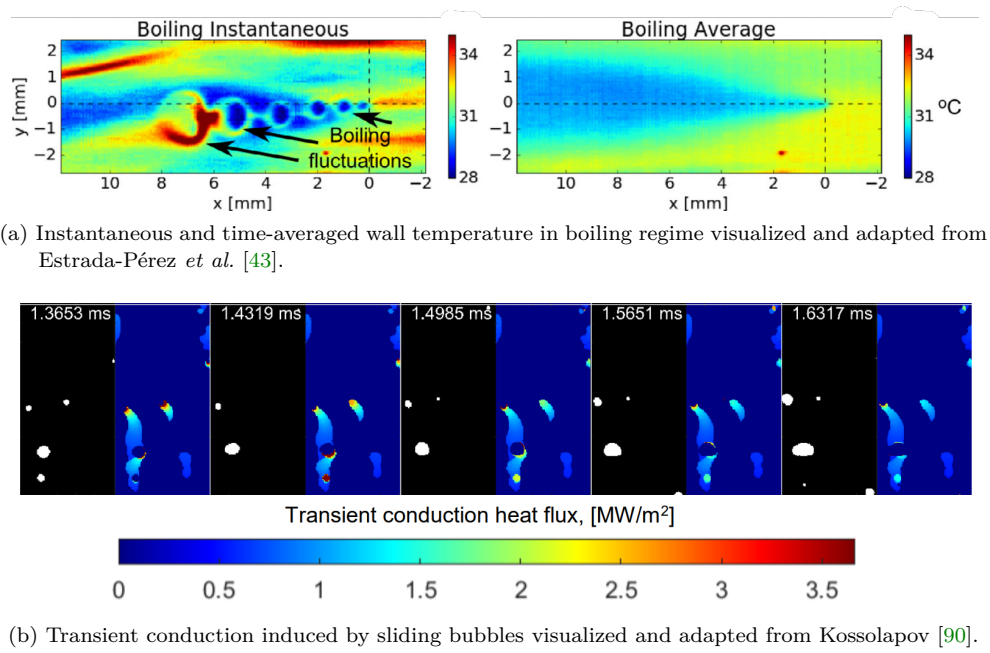 Boiling Instantaneous
Boiling Average
2
1
0
−1
−2
y [mm]
10 8 6 4 2 0 −2
x [mm]
Boiling
fluctuations
34
31
28
2
1
0
−1
−2
10 8 6 4 2 0 −2
x [mm]
34
31
28
ºC
(a) Instantaneous and time-averaged wall temperature in boiling regime visualized and adapted from
Estrada-Pérez et al. [43].
1.3653 ms 1.4319 ms 1.4985 ms 1.5651 ms 1.6317 ms
Transient conduction heat flux, [MW/m²]
0 0.5 1 1.5 2 2.5 3 3.5
(b) Transient conduction induced by sliding bubbles visualized and adapted from Kossolapov [90].